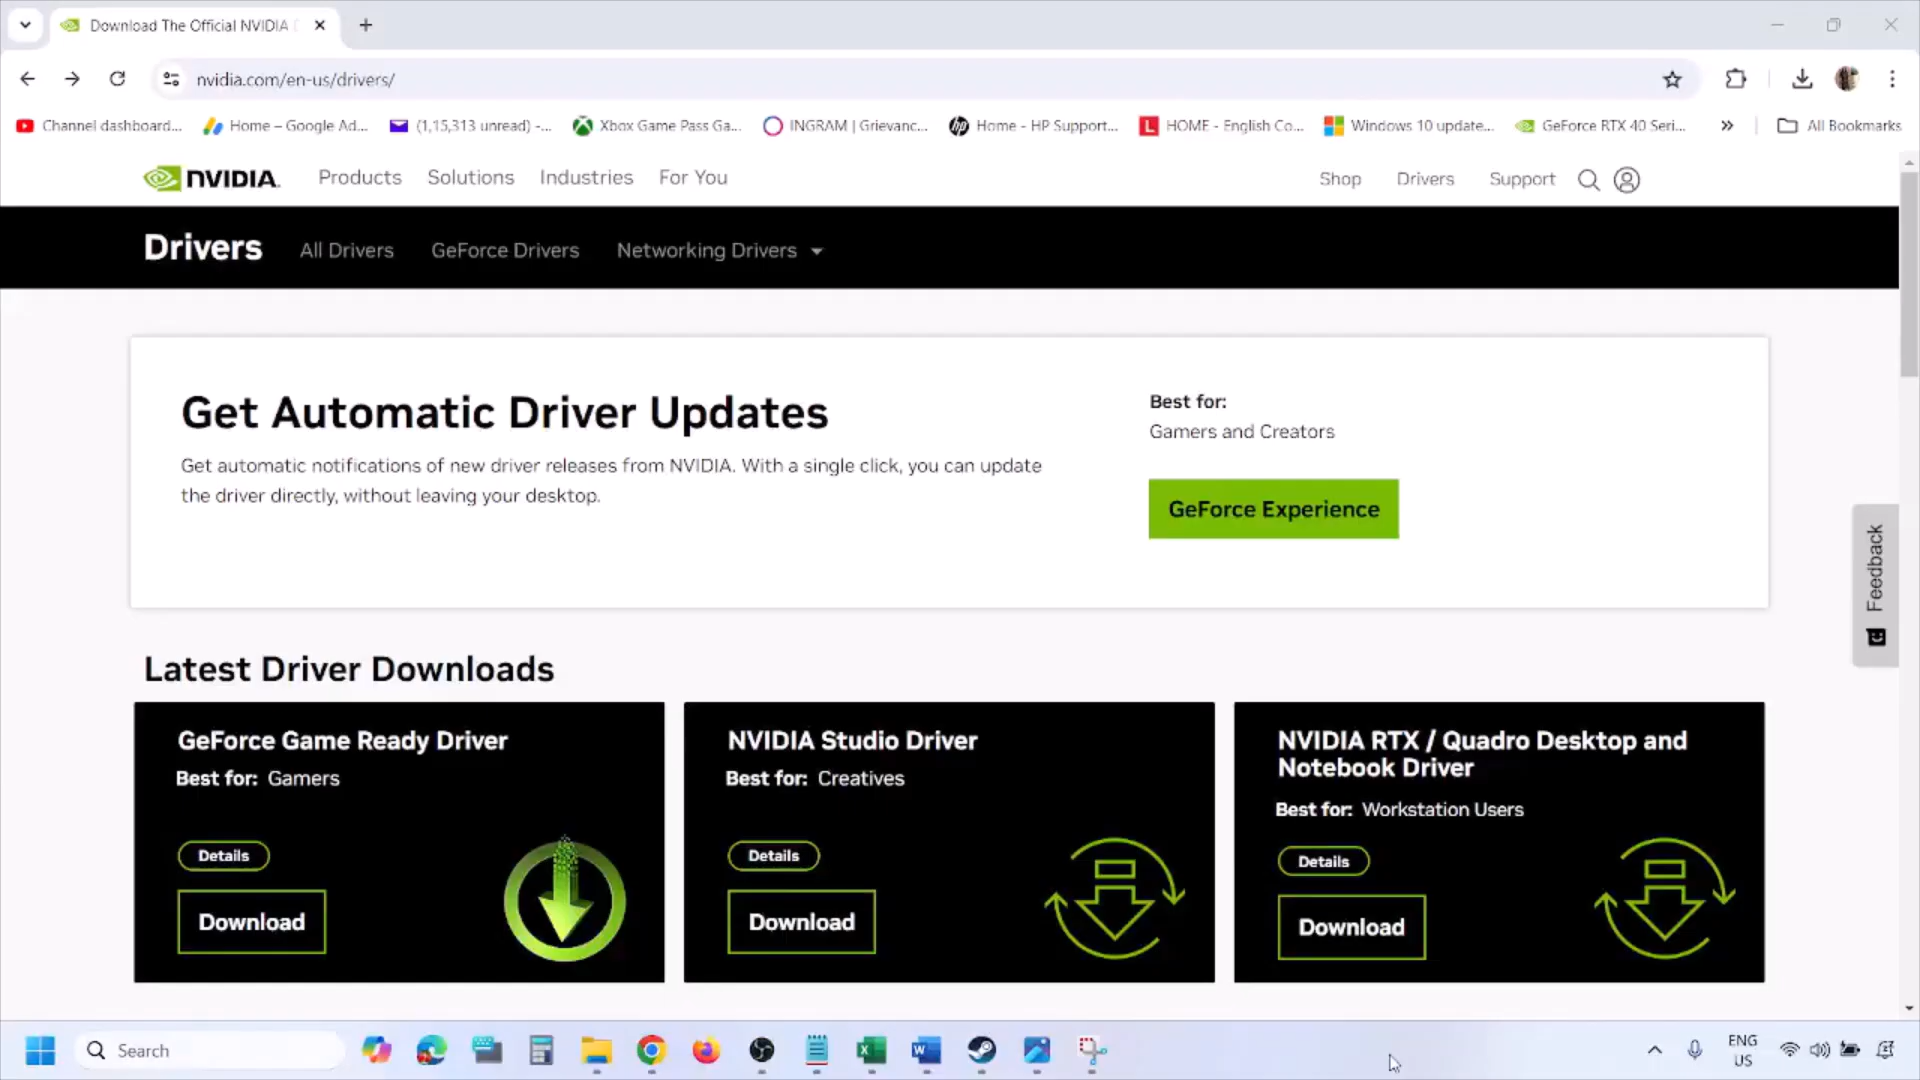 Download The Official NVIDIA
nvidia.com/en-us/drivers/
Channel dashboard...
Home – Google Ad...
(1,15,313 unread) -...
Xbox Game Pass Ga...
INGRAM | Grievanc...
Home - HP Support...
HOME - English Co...
Windows 10 update...
GeForce RTX 40 Seri...
All Bookmarks
NVIDIA.
Products
Solutions
Industries
For You
Shop
Drivers
Support
Drivers
All Drivers
GeForce Drivers
Networking Drivers
Get Automatic Driver Updates
Get automatic notifications of new driver releases from NVIDIA. With a single click, you can update
the driver directly, without leaving your desktop.
Best for:
Gamers and Creators
GeForce Experience
Feedback
Latest Driver Downloads
GeForce Game Ready Driver
Best for: Gamers
Details
Download
NVIDIA Studio Driver
Best for: Creatives
Details
Download
NVIDIA RTX / Quadro Desktop and
Notebook Driver
Best for: Workstation Users
Details
Download
Search
ENG
US